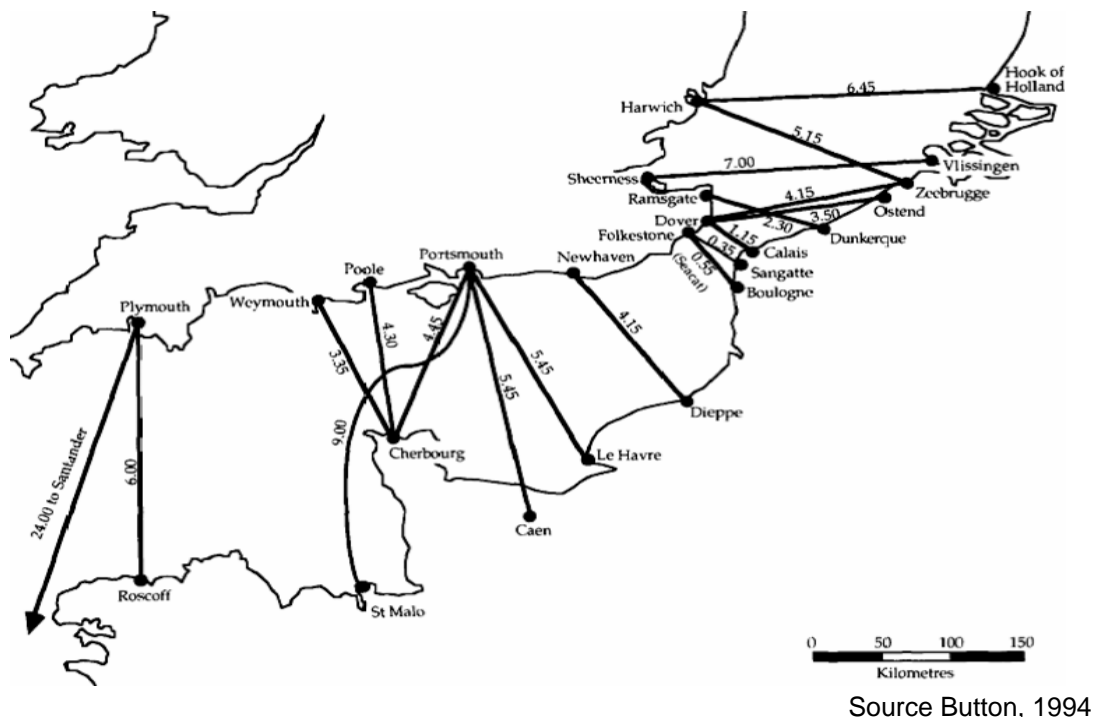 Hook of
Holland
6.45
Harwich
5.15
7.00
Vlissingen
Sheerness
Zeebrugge
4.15
Ramsgate
Ostend
3.50
2.30
Dover
Dunkerque
1.15
Folkestone
Calais
0.35
Sangatte
0.55
(Seacat)
Boulogne
Portsmouth
Newhaven
Poole
Weymouth
Plymouth
4.15
4.45
4.30
3.35
5.45
5.45
Dieppe
9.00
Cherbourg
Le Havre
24.00 to Santander
6.00
Caen
Roscoff
St Malo
0 50 100 150
Kilometres
Source Button, 1994